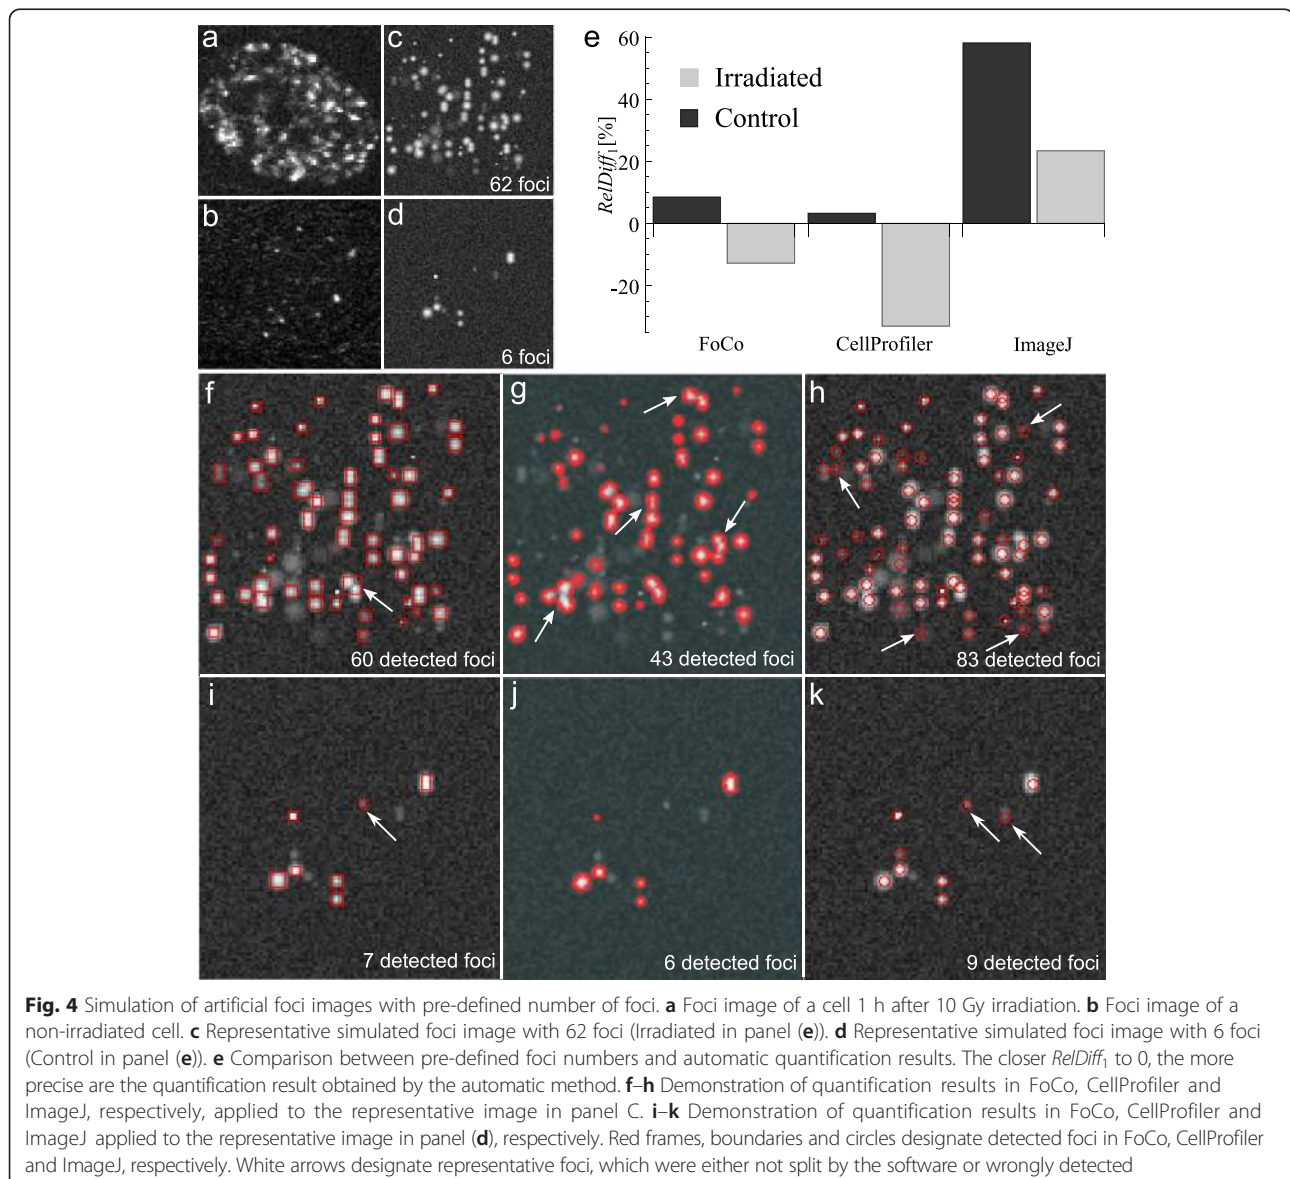 a
c
62 foci
b
d
6 foci
e
60
40
20
0
-20
RelDiff1[%]
Irradiated
Control
FoCo
CellProfiler
ImageJ
f
60 detected foci
g
43 detected foci
h
83 detected foci
i
7 detected foci
j
6 detected foci
k
9 detected foci
Fig. 4 Simulation of artificial foci images with pre-defined number of foci. a Foci image of a cell 1 h after 10 Gy irradiation. b Foci image of a
non-irradiated cell. c Representative simulated foci image with 62 foci (Irradiated in panel (e)). d Representative simulated foci image with 6 foci
(Control in panel (e)). e Comparison between pre-defined foci numbers and automatic quantification results. The closer RelDiff1 to 0, the more
precise are the quantification result obtained by the automatic method. f–h Demonstration of quantification results in FoCo, CellProfiler and
ImageJ, respectively, applied to the representative image in panel C. i–k Demonstration of quantification results in FoCo, CellProfiler and
ImageJ applied to the representative image in panel (d), respectively. Red frames, boundaries and circles designate detected foci in FoCo, CellProfiler
and ImageJ, respectively. White arrows designate representative foci, which were either not split by the software or wrongly detected